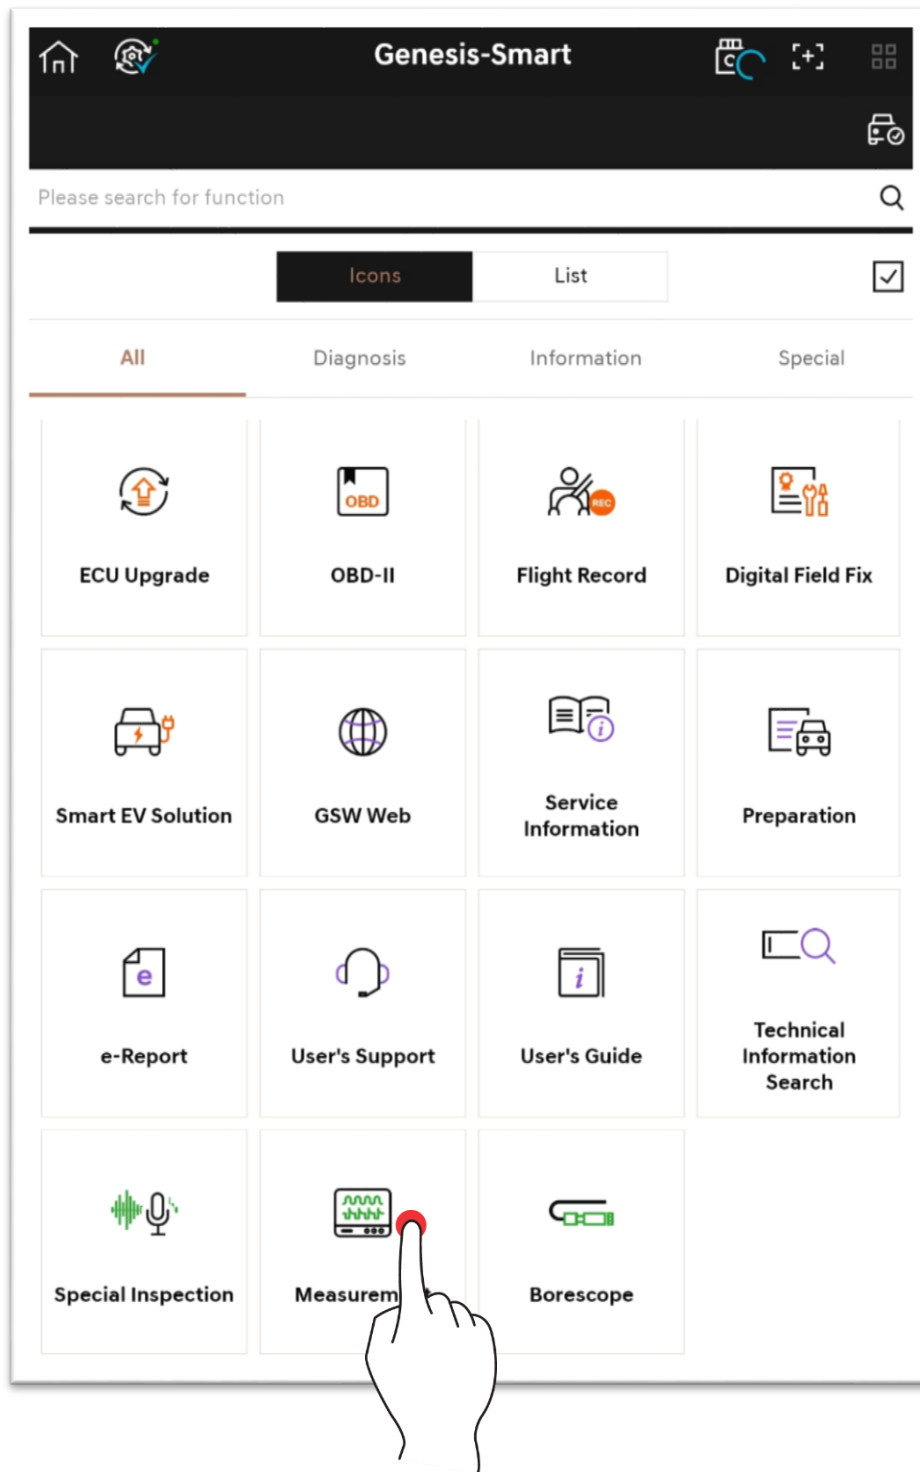 Genesis-Smart
Please search for function
Icons
List
All
Diagnosis
Information
Special
OBD
REC
ECU Upgrade
OBD-II
Flight Record
Digital Field Fix
i
Smart EV Solution
GSW Web
Service
Information
Preparation
e
i
e-Report
User's Support
User's Guide
Technical
Information
Search
Special Inspection
Measurem
Borescope